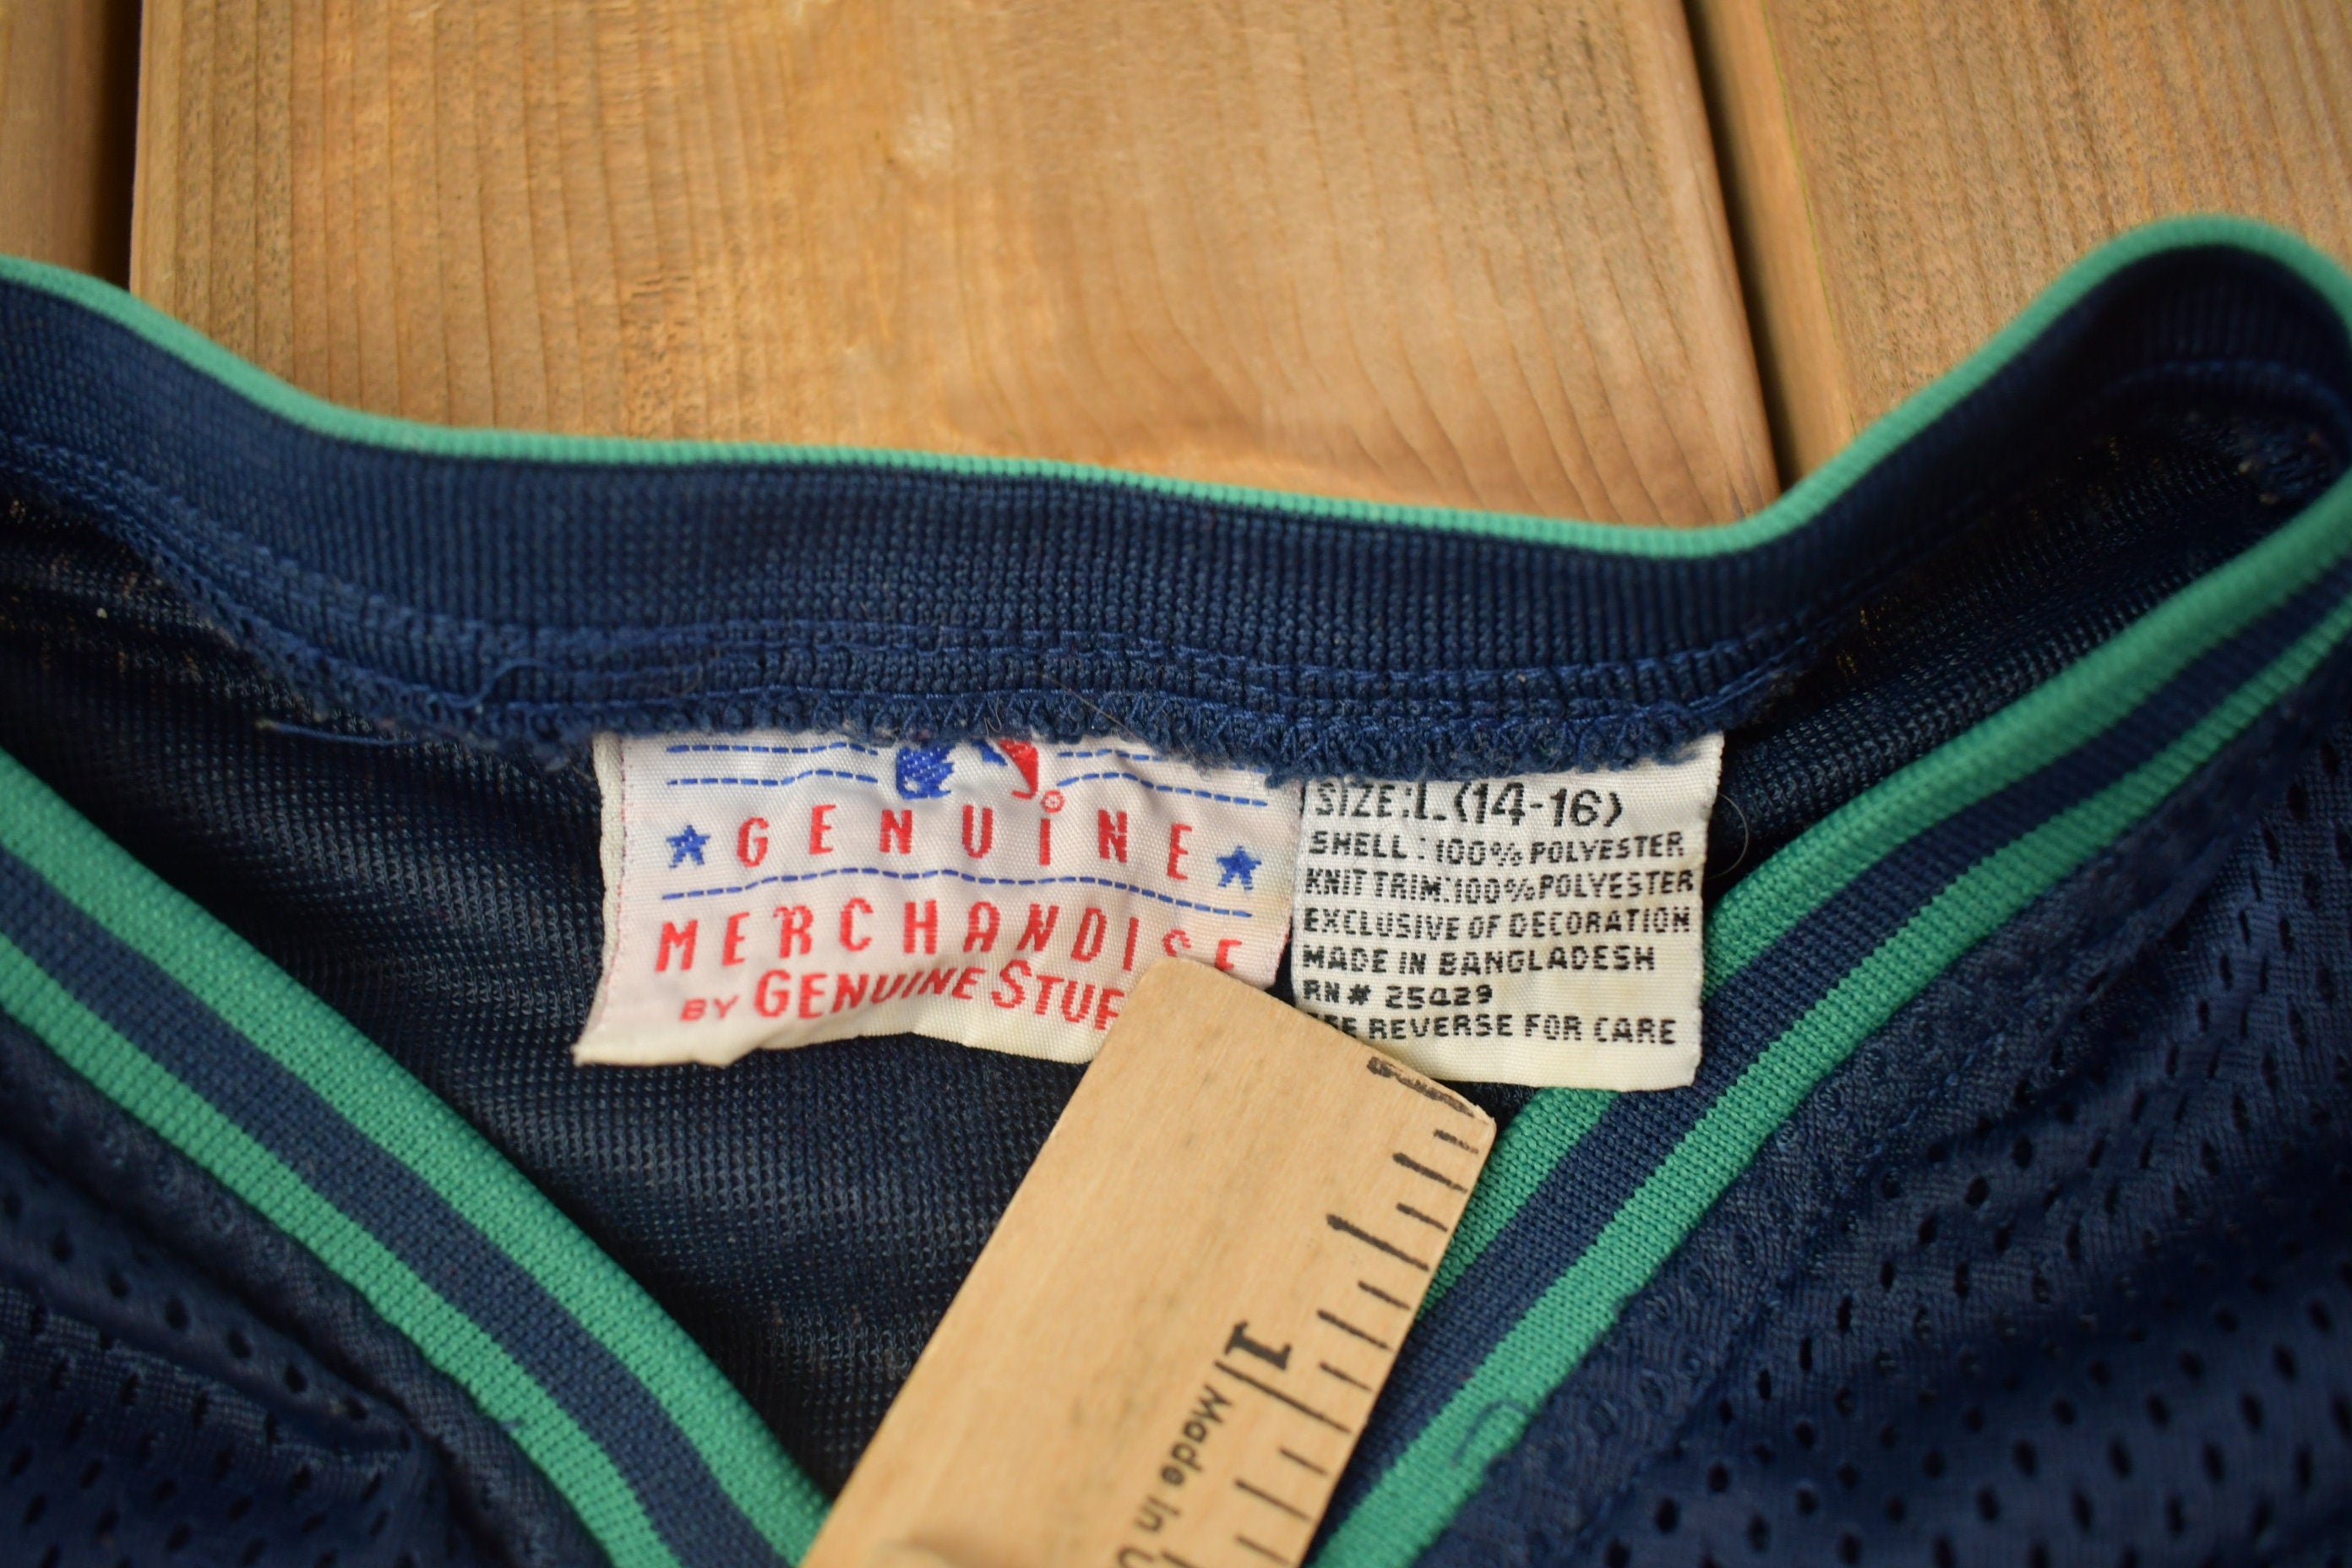 GENUiNE
MERCHANDISE
BY GENUINE STUF
SIZE: L (14-16)
SHELL: 100% POLYESTER
KNIT TRIM: 100% POLYESTER
EXCLUSIVE OF DECORATION
MADE IN BANGLADESH
RN# 25429
REVERSE FOR CARE
1
Made in U